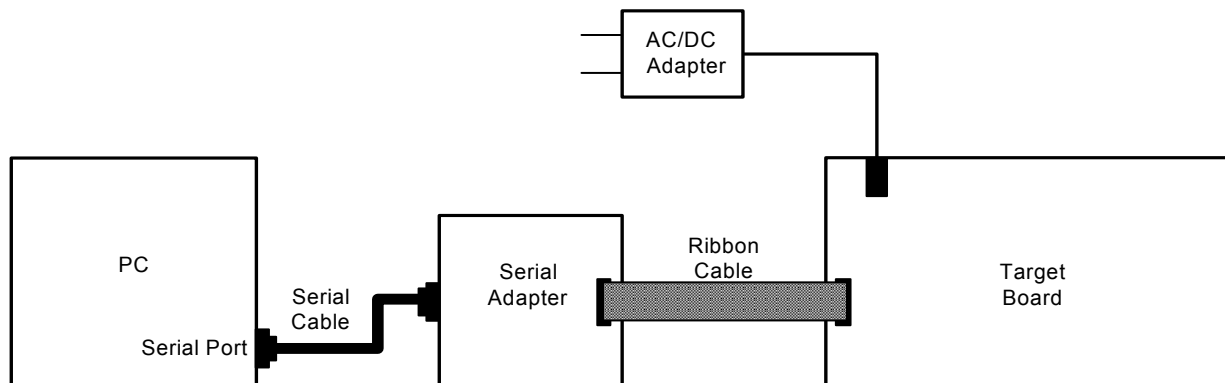 AC/DC
Adapter
PC
Serial
Cable
Serial Port
Serial
Adapter
Ribbon
Cable
Target
Board